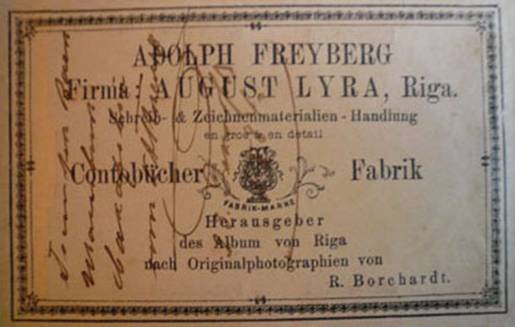 ADOLPH FREYBERG
Firma: AUGUST LYRA, Riga.
Schreib- & Zeichnenmaterialien - Handlung
en gros & en detail
Contobücher Fabrik
FABRIK-MARKE
Herausgeber
des Album von Riga
nach Originalphotographien von
R. Borchardt.